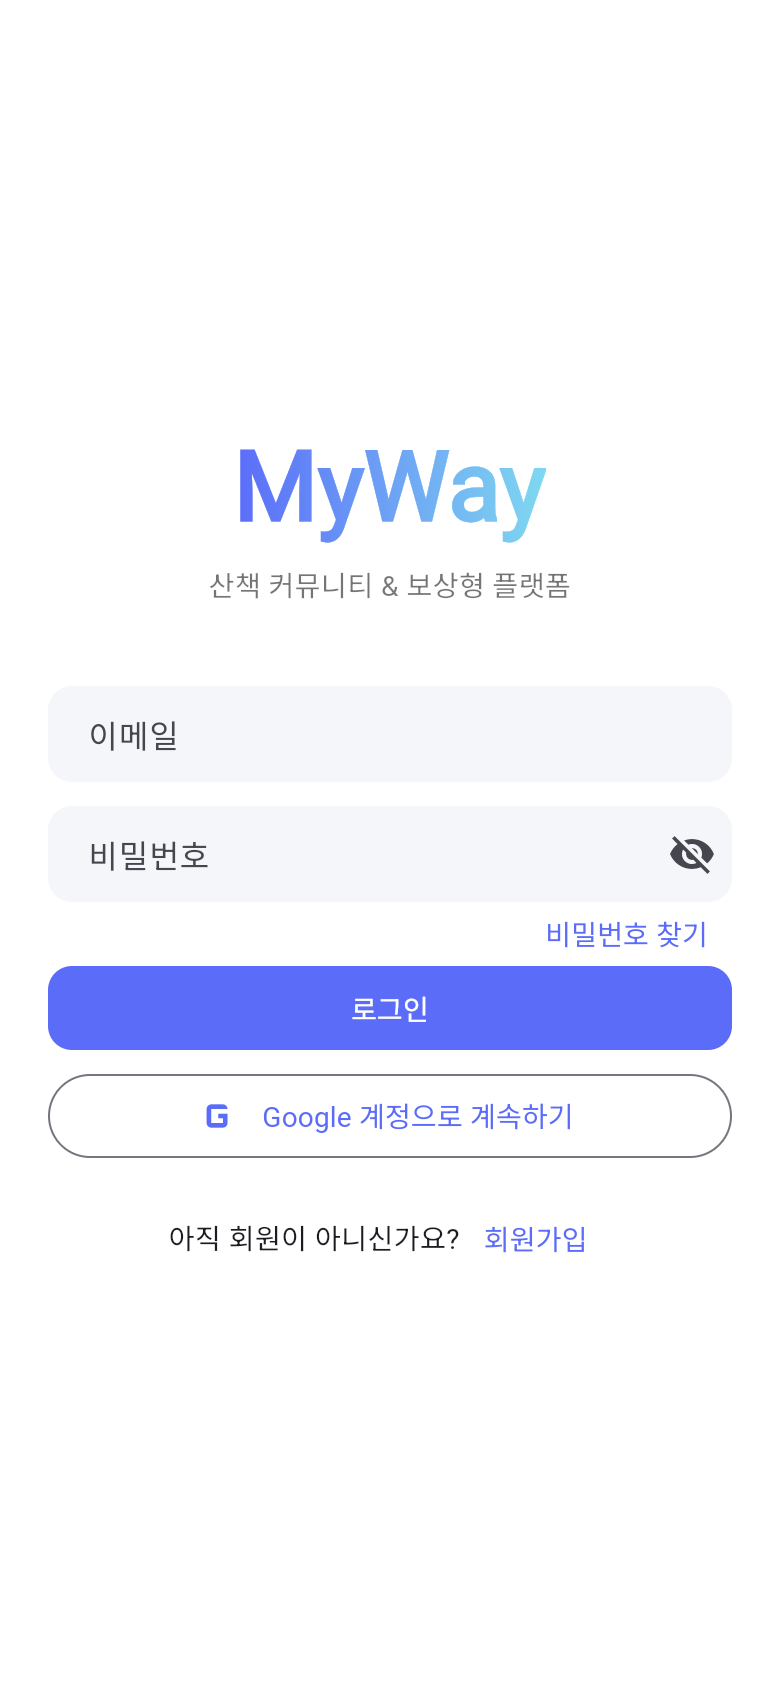 MyWay
산책 커뮤니티 & 보상형 플랫폼
이메일
비밀번호
비밀번호 찾기
로그인
G Google 계정으로 계속하기
아직 회원이 아니신가요? 회원가입